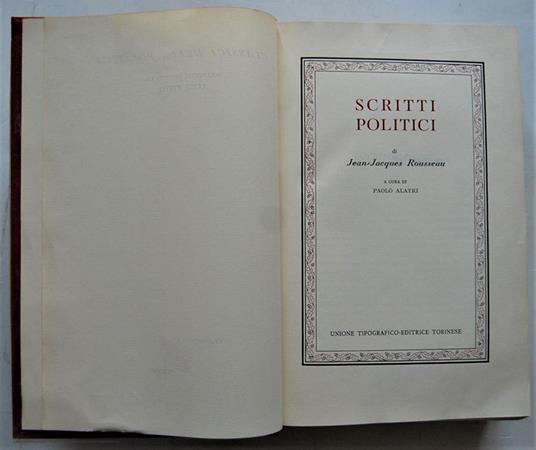 SCRITTI
POLITICI
di
Jean-Jacques Rousseau
A CURA DI
PAOLO ALATRI
UNIONE TIPOGRAFICO-EDITRICE TORINESE